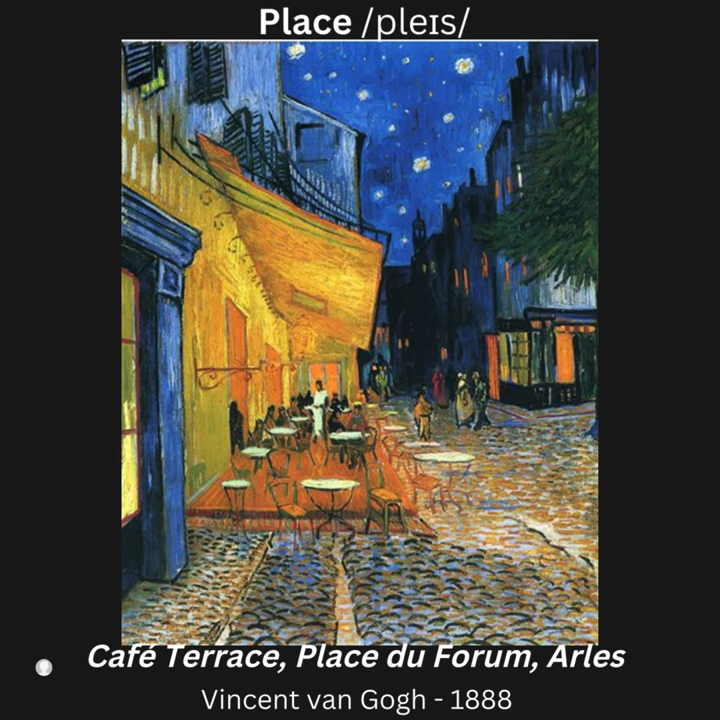 Place /pleɪs/
Café Terrace, Place du Forum, Arles
Vincent van Gogh - 1888